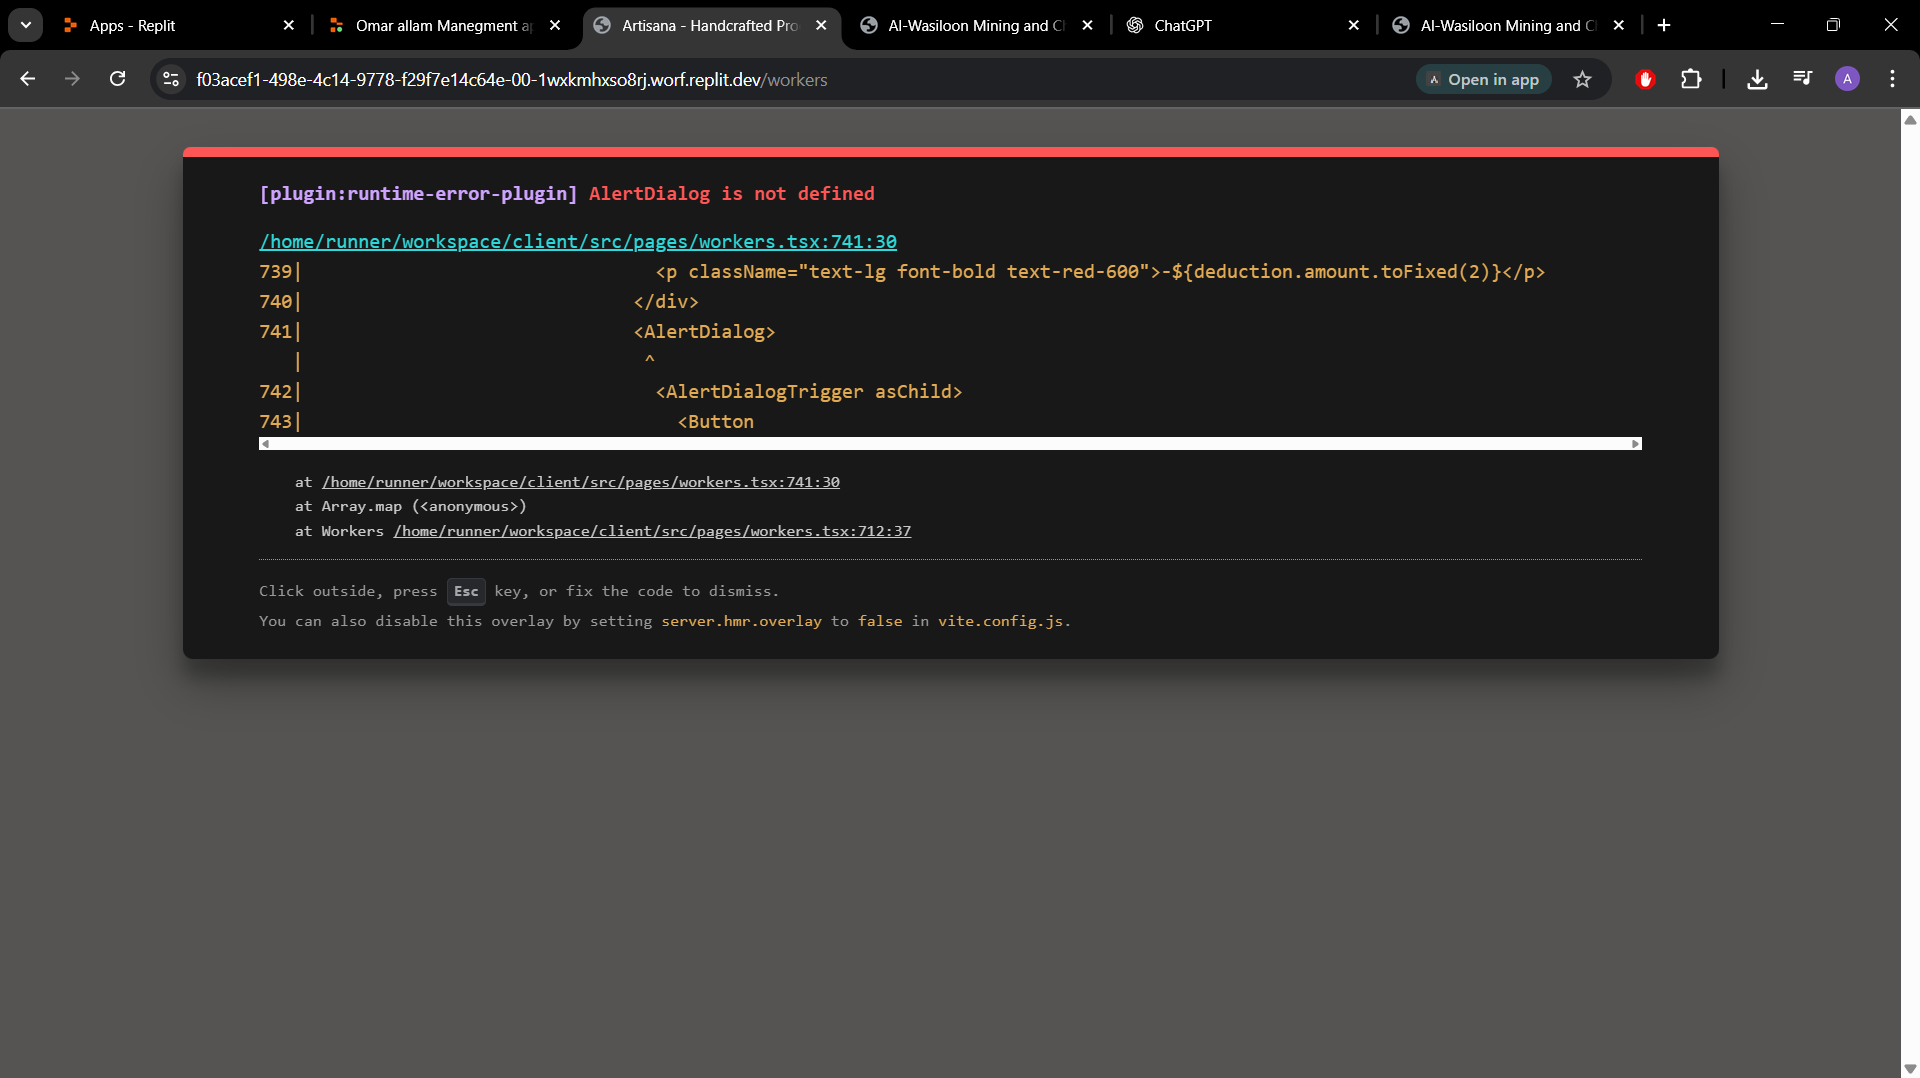 Apps - Replit
Omar allam Manegment a
Artisana - Handcrafted Pro
Al-Wasiloon Mining and C
ChatGPT
Al-Wasiloon Mining and C
f03acef1-498e-4c14-9778-f29f7e14c64e-00-1wxkmhxso8rj.worf.replit.dev/workers
Open in app
A
[plugin:runtime-error-plugin] AlertDialog is not defined
/home/runner/workspace/client/src/pages/workers.tsx:741:30
739|                                <p className="text-lg font-bold text-red-600">-${deduction.amount.toFixed(2)}</p>
740|                              </div>
741|                              <AlertDialog>
   |                               ^
742|                                <AlertDialogTrigger asChild>
743|                                  <Button
at /home/runner/workspace/client/src/pages/workers.tsx:741:30
at Array.map (<anonymous>)
at Workers /home/runner/workspace/client/src/pages/workers.tsx:712:37
Click outside, press Esc key, or fix the code to dismiss.
You can also disable this overlay by setting server.hmr.overlay to false in vite.config.js.